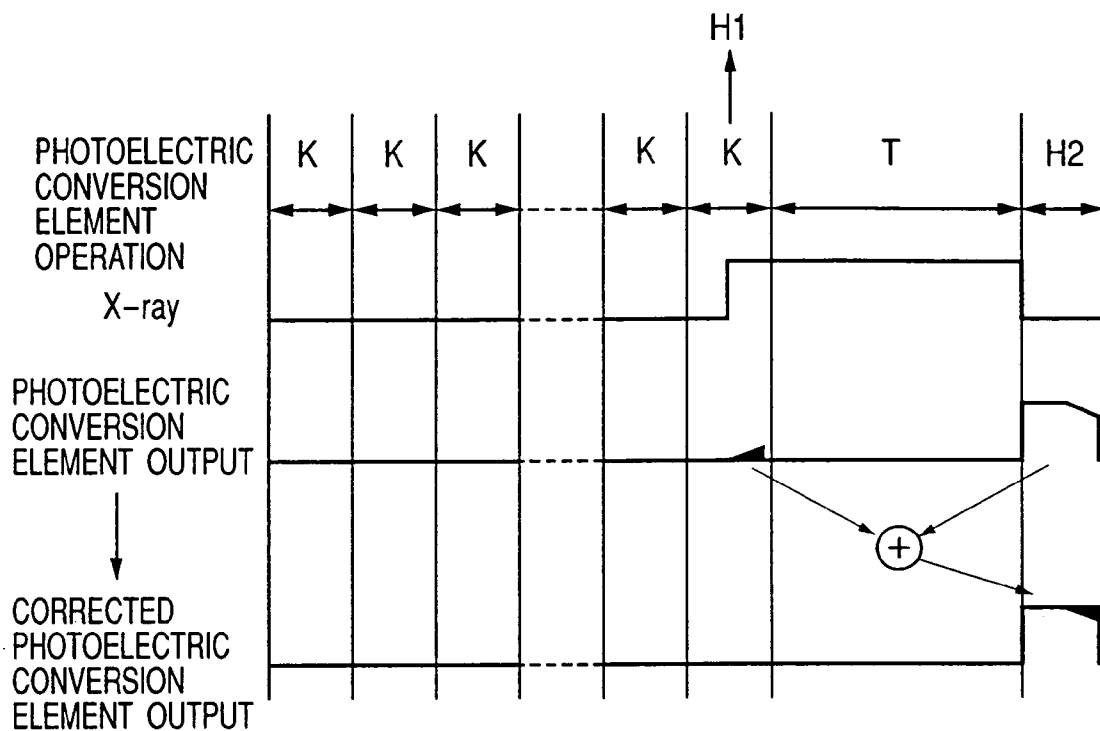 H1
PHOTOELECTRIC
CONVERSION
ELEMENT
OPERATION
K K K K K T H2
X-ray
PHOTOELECTRIC
CONVERSION
ELEMENT OUTPUT
+
CORRECTED
PHOTOELECTRIC
CONVERSION
ELEMENT OUTPUT